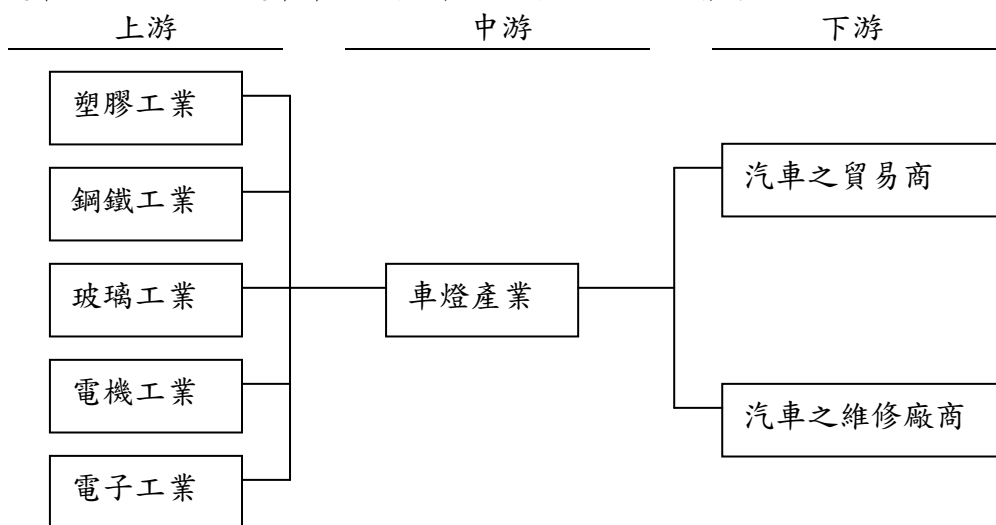 上游 中游 下游
塑膠工業
鋼鐵工業
玻璃工業
電機工業
電子工業
車燈產業
汽車之貿易商
汽車之維修廠商